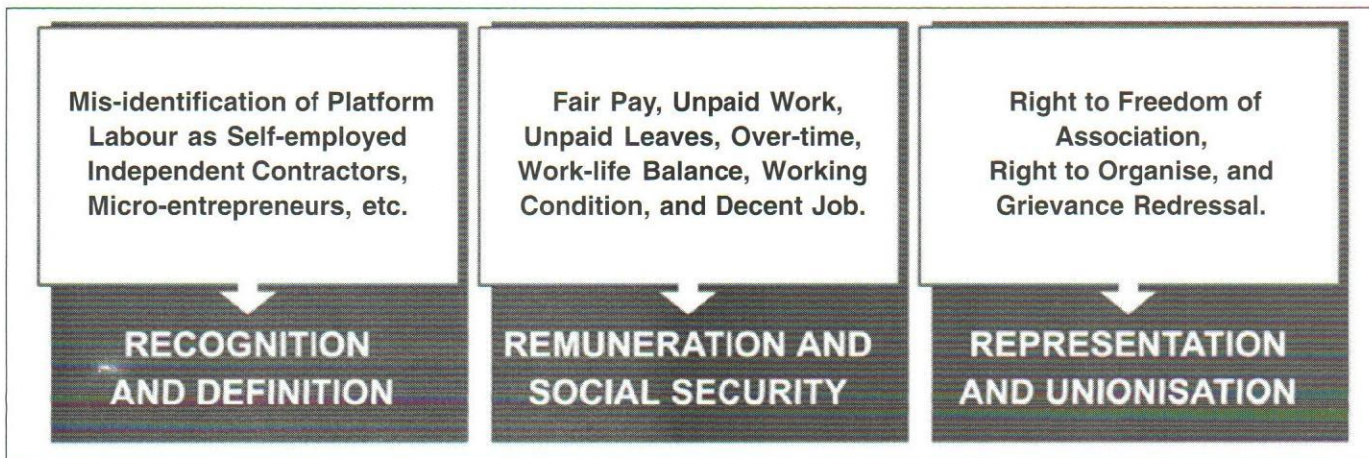 Mis-identification of Platform
Labour as Self-employed
Independent Contractors,
Micro-entrepreneurs, etc.
RECOGNITION
AND DEFINITION
Fair Pay, Unpaid Work,
Unpaid Leaves, Over-time,
Work-life Balance, Working
Condition, and Decent Job.
REMUNERATION AND
SOCIAL SECURITY
Right to Freedom of
Association,
Right to Organise, and
Grievance Redressal.
REPRESENTATION
AND UNIONISATION